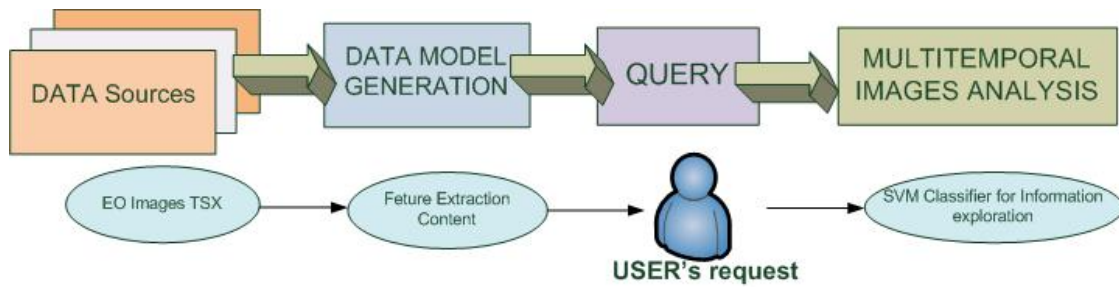 DATA Sources
DATA MODEL
GENERATION
QUERY
MULTITEMPORAL
IMAGES ANALYSIS
EO Images TSX
Feture Extraction
Content
USER's request
SVM Classifier for Information
exploration